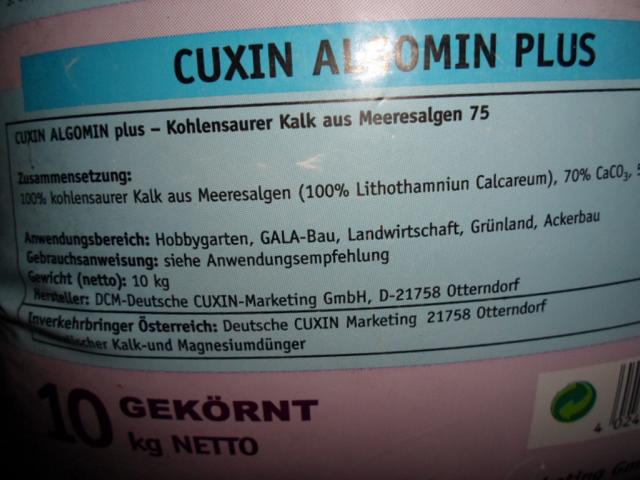 CUXIN ALGOMIN PLUS
CUXIN ALGOMIN plus – Kohlensaurer Kalk aus Meeresalgen 75
Zusammensetzung:
100% kohlensaurer Kalk aus Meeresalgen (100% Lithothamniun Calcareum), 70% CaCO₃,
Anwendungsbereich: Hobbygarten, GALA-Bau, Landwirtschaft, Grünland, Ackerbau
Gebrauchsanweisung: siehe Anwendungsempfehlung
Gewicht (netto): 10 kg
Hersteller: DCM-Deutsche CUXIN-Marketing GmbH, D-21758 Otterndorf
Inverkehrbringer Österreich: Deutsche CUXIN Marketing 21758 Otterndorf
Kalk-und Magnesiumdünger
10 GEKÖRNT
kg NETTO
4 024